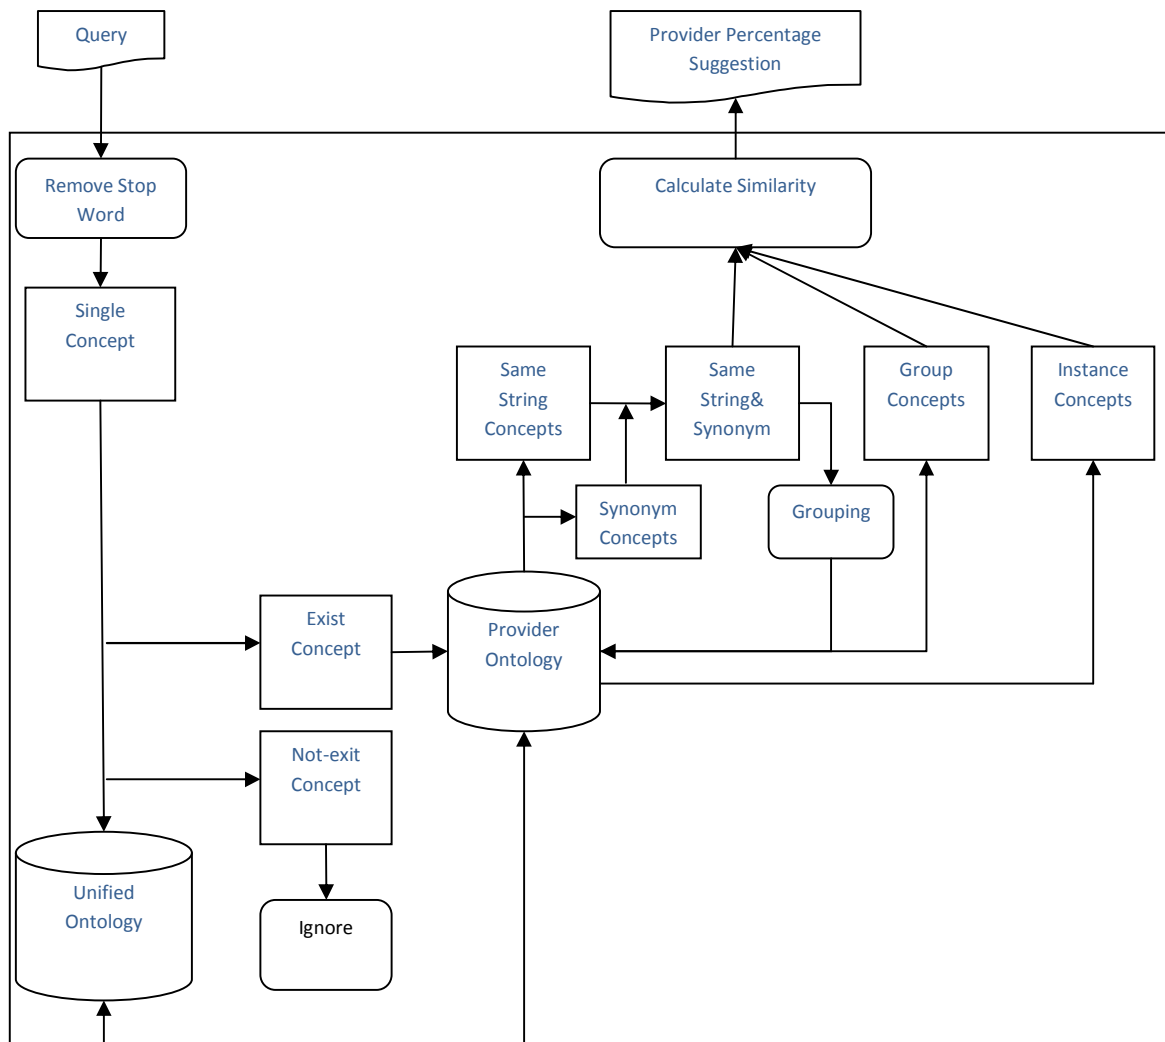 Query
Provider Percentage
Suggestion
Remove Stop
Word
Calculate Similarity
Single
Concept
Same
String
Concepts
Same
String&
Synonym
Group
Concepts
Instance
Concepts
Synonym
Concepts
Grouping
Exist
Concept
Provider
Ontology
Not-exit
Concept
Unified
Ontology
Ignore